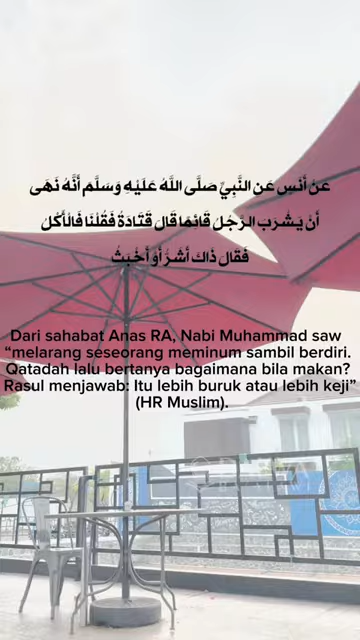 عَنْ أَنَسٍ عَنِ النَّبِيِّ صَلَّى اللَّهُ عَلَيْهِ وَسَلَّمَ أَنَّهُ نَهَى
أَنْ يَشْرَبَ الرَّجُلُ قَائِمًا قَالَ قَتَادَةُ فَقُلْنَا فَالْأَكْلُ
فَقَالَ ذَاكَ أَشَرُّ أَوْ أَخْبَثُ
Dari sahabat Anas RA, Nabi Muhammad saw
“melarang seseorang meminum sambil berdiri.
Qatadah lalu bertanya bagaimana bila makan?
Rasul menjawab: Itu lebih buruk atau lebih keji”
(HR Muslim).